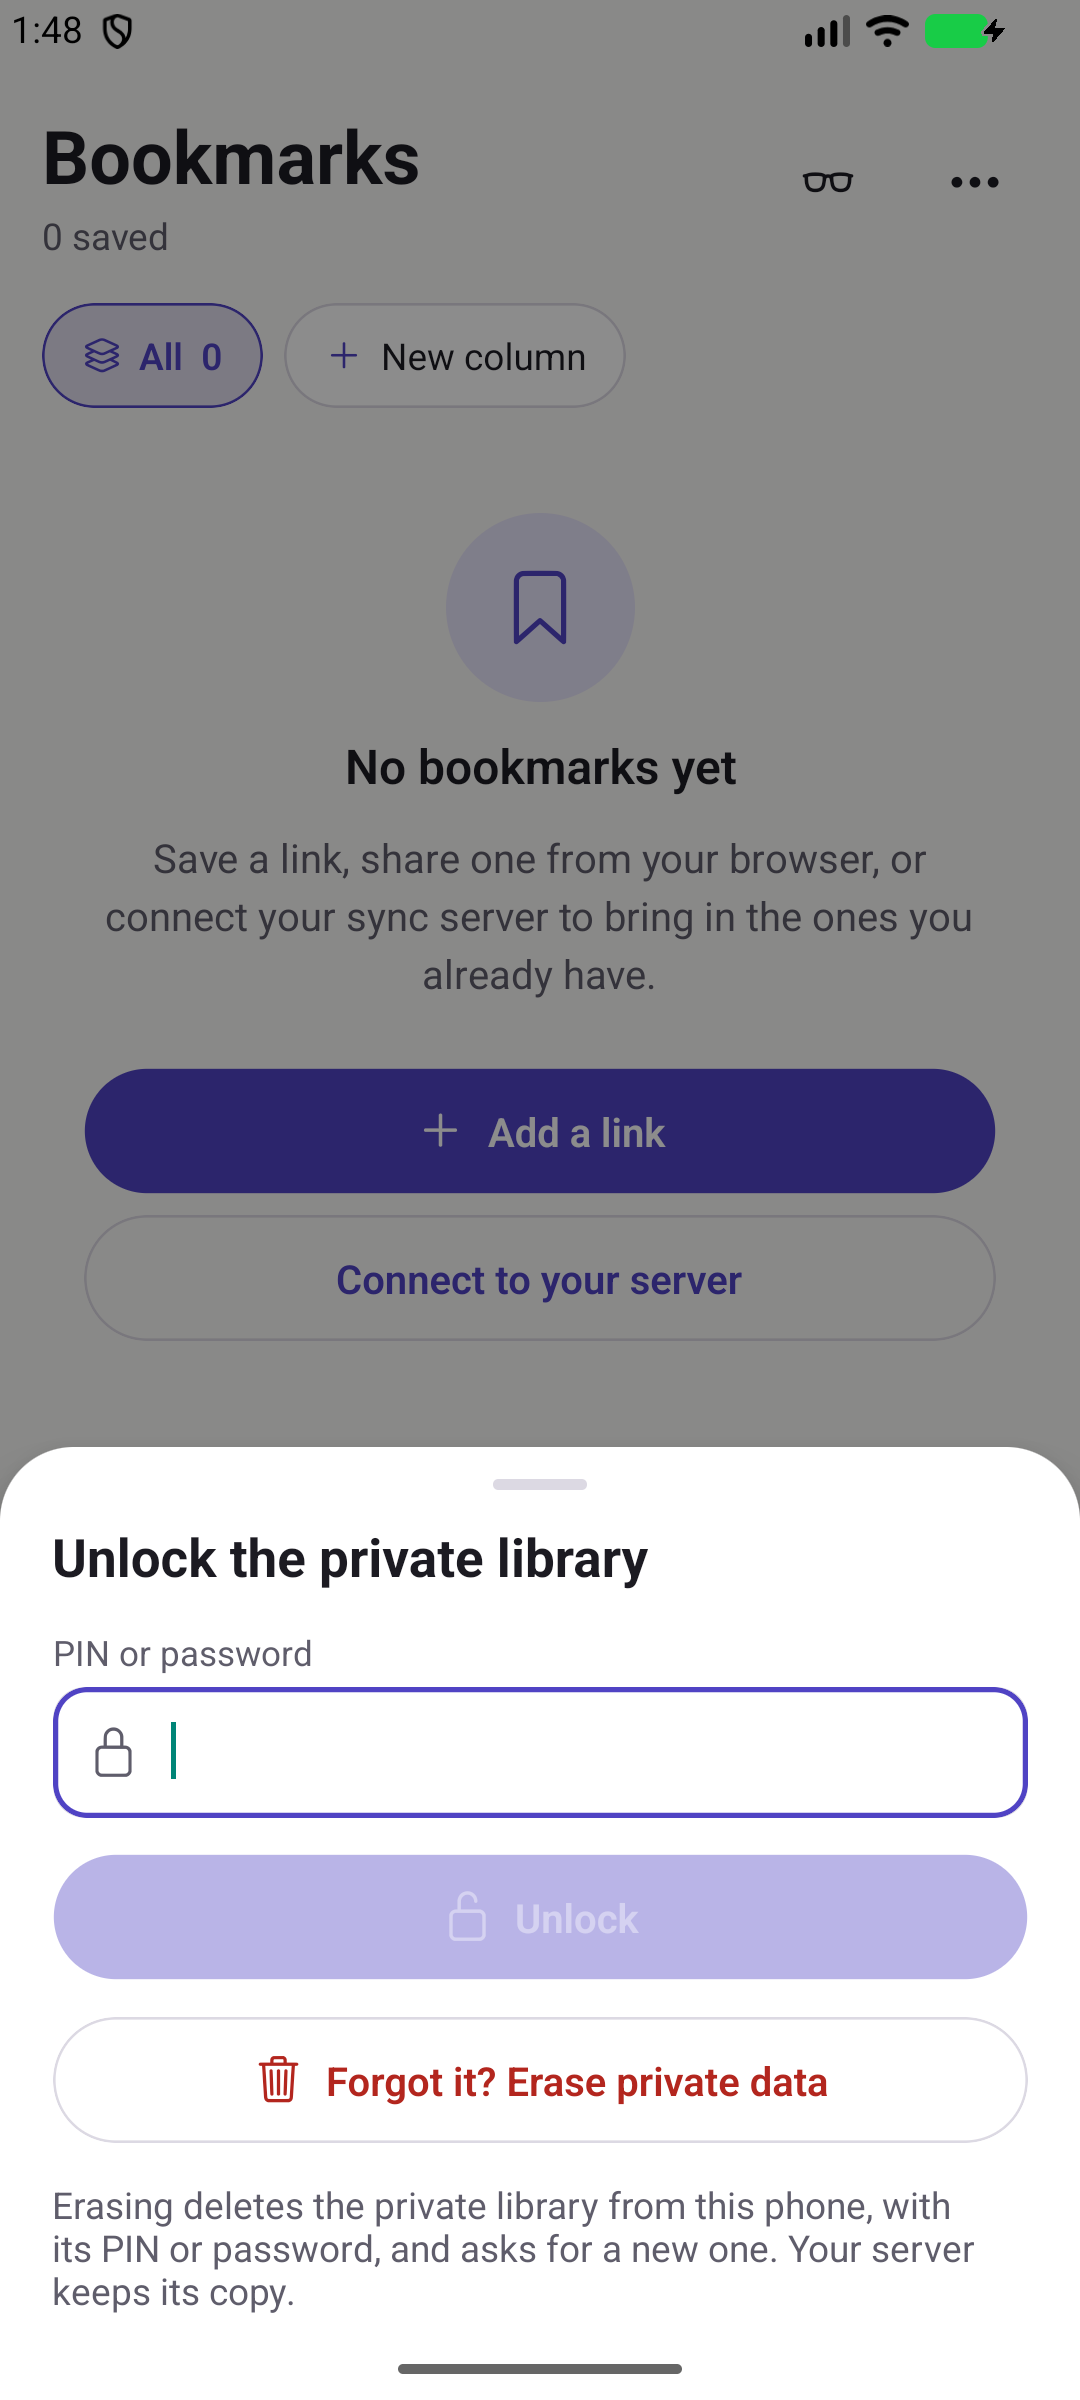 1:48
Bookmarks
0 saved
All 0
New column
No bookmarks yet
Save a link, share one from your browser, or
connect your sync server to bring in the ones you
already have.
Add a link
Connect to your server
Unlock the private library
PIN or password
Unlock
Forgot it? Erase private data
Erasing deletes the private library from this phone, with
its PIN or password, and asks for a new one. Your server
keeps its copy.